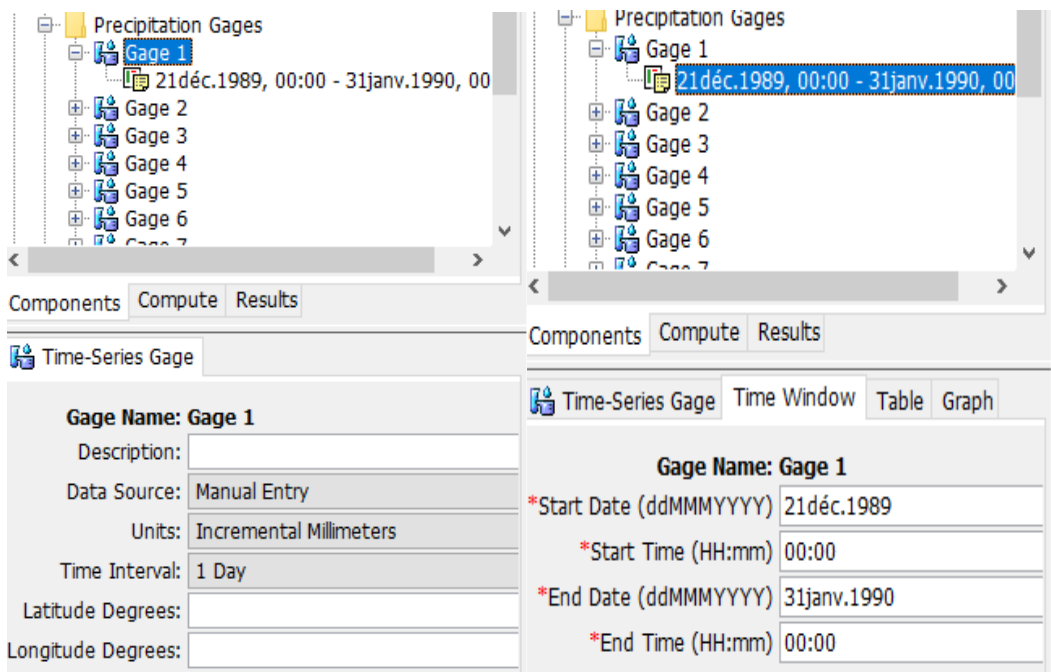 Precipitation Gages
Gage 1
21déc.1989, 00:00 - 31janv.1990, 00
Gage 2
Gage 3
Gage 4
Gage 5
Gage 6
Components Compute Results
Time-Series Gage
Gage Name: Gage 1
Description:
Data Source: Manual Entry
Units: Incremental Millimeters
Time Interval: 1 Day
Latitude Degrees:
Longitude Degrees:
Precipitation Gages
Gage 1
21déc.1989, 00:00 - 31janv.1990, 00
Gage 2
Gage 3
Gage 4
Gage 5
Gage 6
Components Compute Results
Time-Series Gage Time Window Table Graph
Gage Name: Gage 1
*Start Date (ddMMMYYYY) 21déc.1989
*Start Time (HH:mm) 00:00
*End Date (ddMMMYYYY) 31janv.1990
*End Time (HH:mm) 00:00